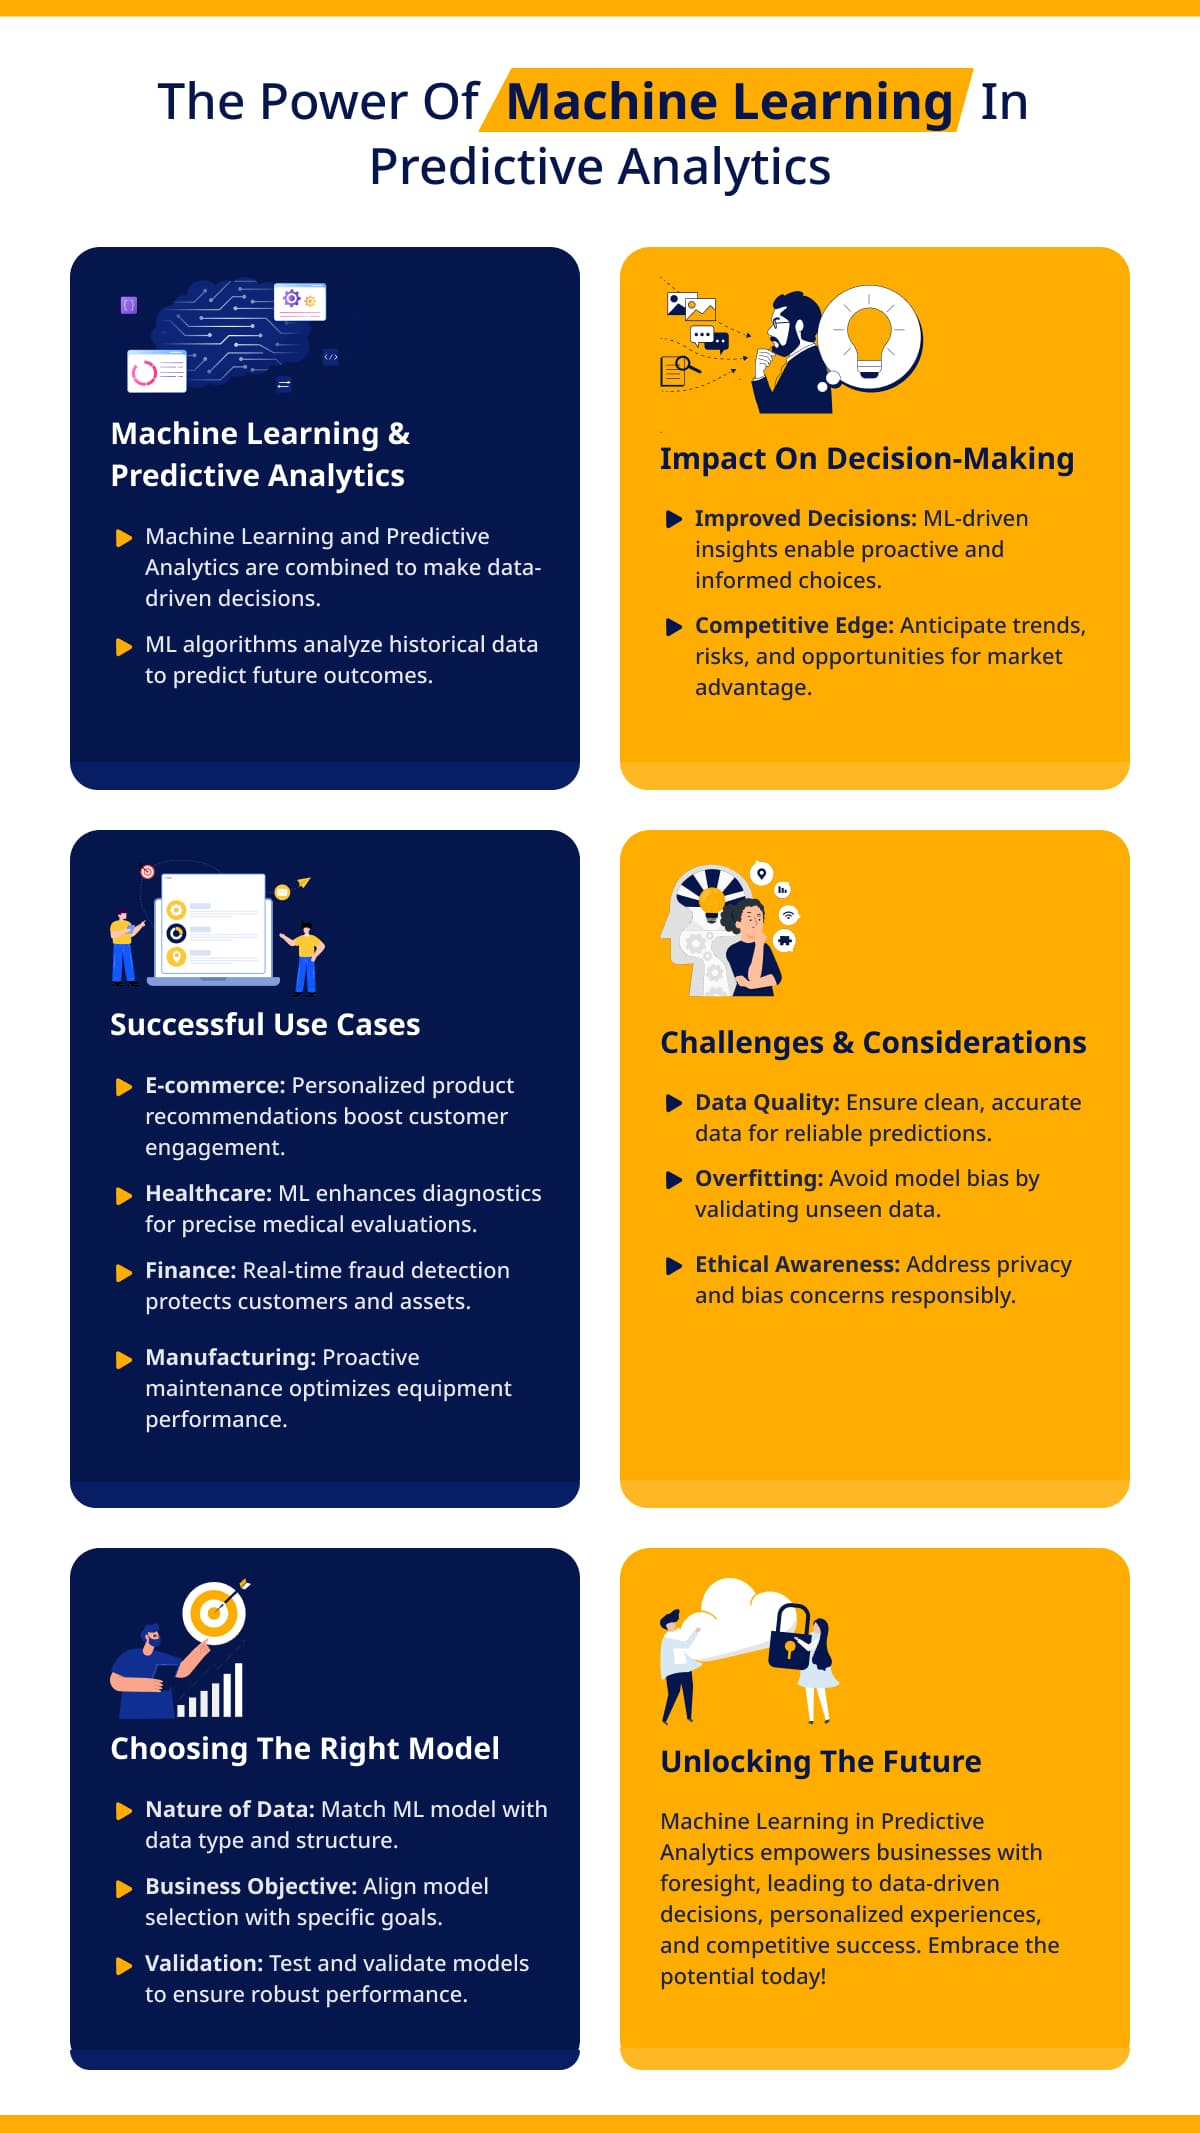 The Power Of Machine Learning In
Predictive Analytics
Machine Learning &
Predictive Analytics
Machine Learning and Predictive
Analytics are combined to make data-
driven decisions.
ML algorithms analyze historical data
to predict future outcomes.
Impact On Decision-Making
Improved Decisions: ML-driven
insights enable proactive and
informed choices.
Competitive Edge: Anticipate trends,
risks, and opportunities for market
advantage.
Successful Use Cases
E-commerce: Personalized product
recommendations boost customer
engagement.
Healthcare: ML enhances diagnostics
for precise medical evaluations.
Finance: Real-time fraud detection
protects customers and assets.
Manufacturing: Proactive
maintenance optimizes equipment
performance.
Challenges & Considerations
Data Quality: Ensure clean, accurate
data for reliable predictions.
Overfitting: Avoid model bias by
validating unseen data.
Ethical Awareness: Address privacy
and bias concerns responsibly.
Choosing The Right Model
Nature of Data: Match ML model with
data type and structure.
Business Objective: Align model
selection with specific goals.
Validation: Test and validate models
to ensure robust performance.
Unlocking The Future
Machine Learning in Predictive
Analytics empowers businesses with
foresight, leading to data-driven
decisions, personalized experiences,
and competitive success. Embrace the
potential today!